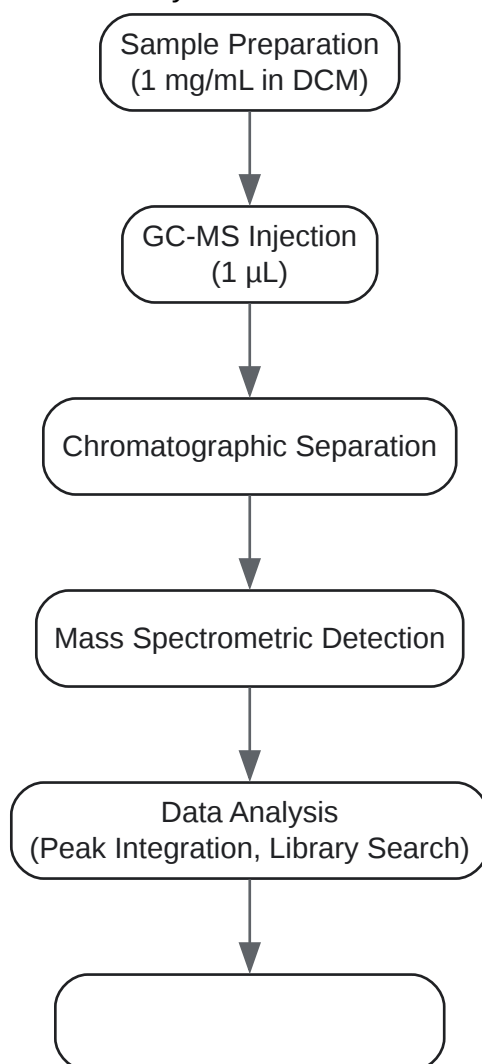 Sample Preparation
(1 mg/mL in DCM)
GC-MS Injection
(1 µL)
Chromatographic Separation
Mass Spectrometric Detection
Data Analysis
(Peak Integration, Library Search)